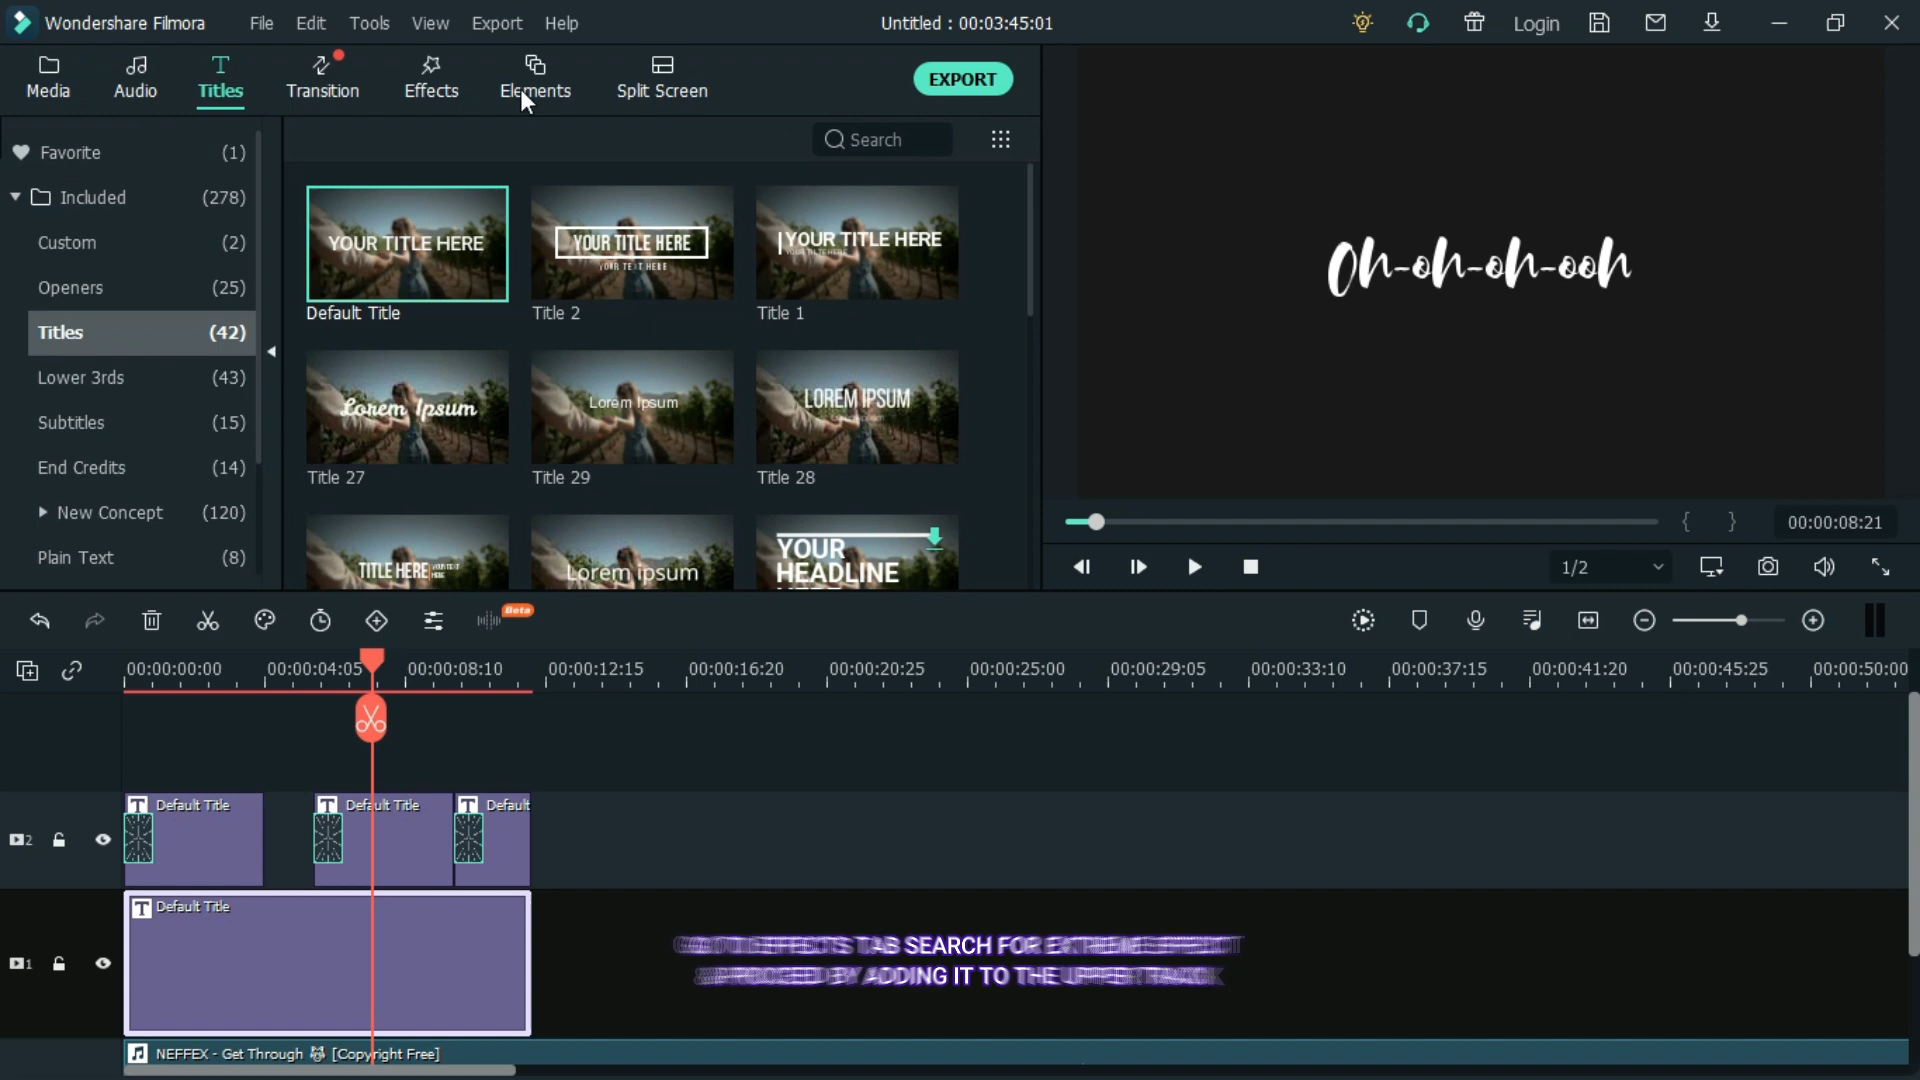 Wondershare Filmora File Edit Tools View Export Help Untitled : 00:03:45:01 Login
Media Audio Titles Transition Effects Elements Split Screen EXPORT
Search
Favorite (1)
Included (278)
Custom (2)
Openers (25)
Titles (42)
Lower 3rds (43)
Subtitles (15)
End Credits (14)
New Concept (120)
Plain Text (8)
YOUR TITLE HERE
Default Title
YOUR TITLE HERE
YOUR TEXT HERE
Title 2
YOUR TITLE HERE
Title 1
Lorem Ipsum
Title 27
Lorem Ipsum
Title 29
LOREM IPSUM
Title 28
TITLE HERE
Lorem ipsum
YOUR
HEADLINE
Oh-oh-oh-ooh
00:00:08:21
1/2
Beta
00:00:00:00 00:00:04:05 00:00:08:10 00:00:12:15 00:00:16:20 00:00:20:25 00:00:25:00 00:00:29:05 00:00:33:10 00:00:37:15 00:00:41:20 00:00:45:25 00:00:50:00
2
T Default Title
T Default Title
T Default
1
T Default Title
TAB SEARCH FOR
BY ADDING IT TO THE UPPER TRACK
NEFFEX - Get Through [Copyright Free]